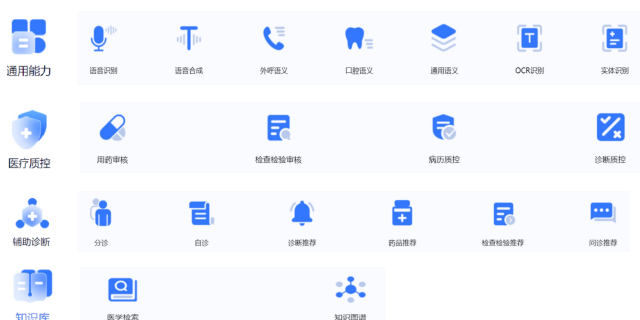 通用能力
语音识别
语音合成
外呼语义
口腔语义
通用语义
OCR识别
实体识别
医疗质控
用药审核
检查检验审核
病历质控
诊断质控
辅助诊断
分诊
自诊
诊断推荐
药品推荐
检查检验推荐
问诊推荐
知识库
医学检索
知识图谱